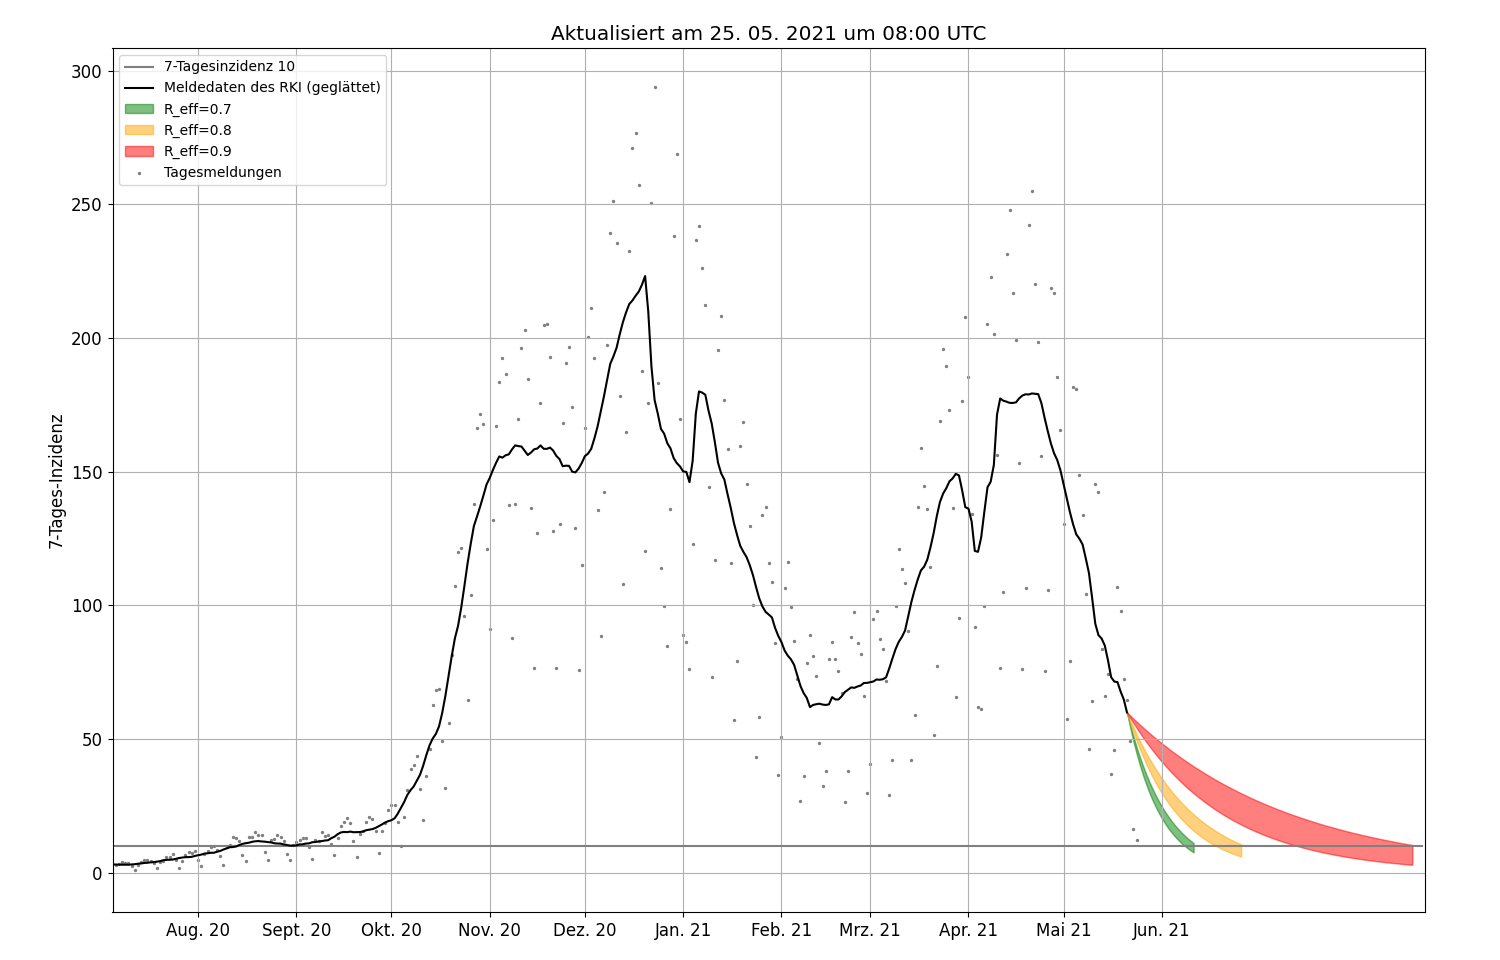 Aktualisiert am 25. 05. 2021 um 08:00 UTC
7-Tagesinzidenz 10
Meldedaten des RKI (geglättet)
R_eff=0.7
R_eff=0.8
R_eff=0.9
Tagesmeldungen
7-Tages-Inzidenz
300
250
200
150
100
50
0
Aug. 20 Sept. 20 Okt. 20 Nov. 20 Dez. 20 Jan. 21 Feb. 21 Mrz. 21 Apr. 21 Mai 21 Jun. 21